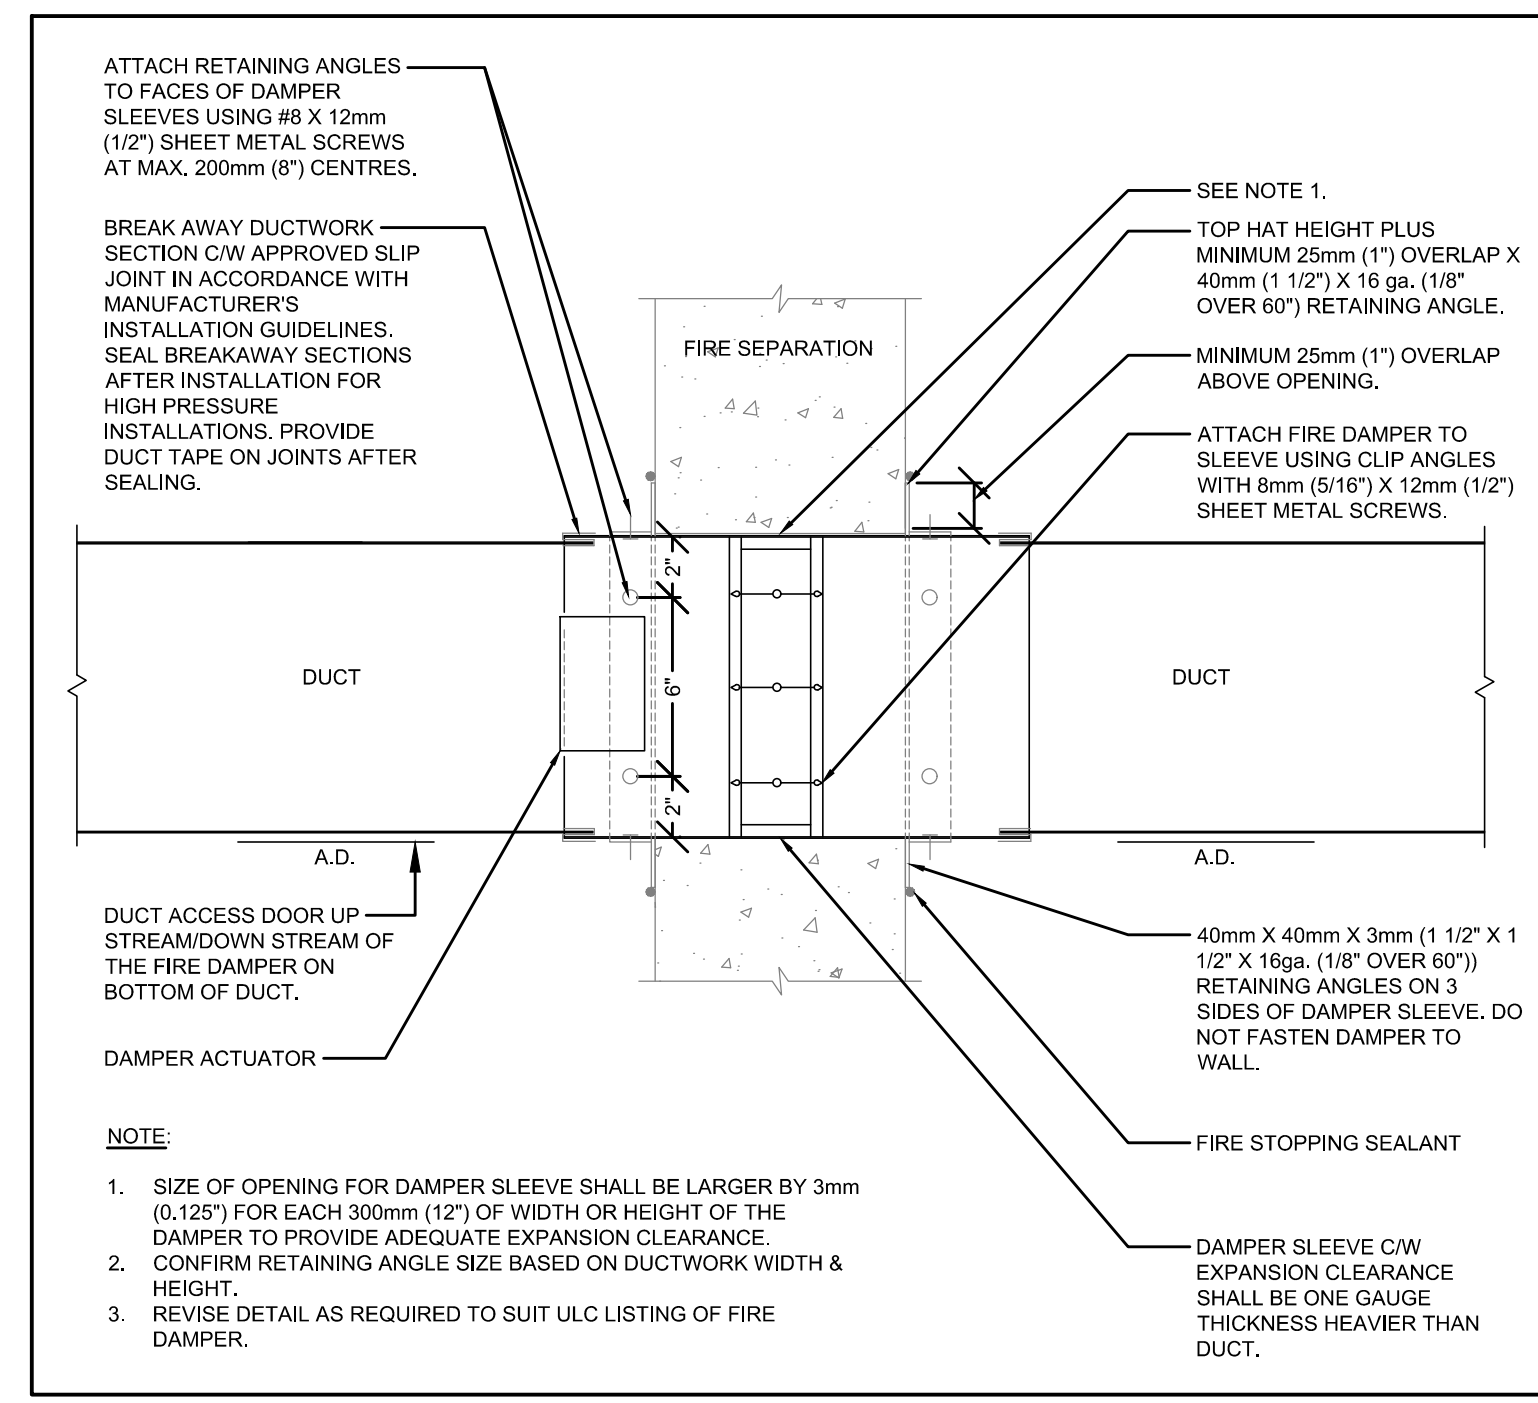 ATTACH RETAINING ANGLES
TO FACES OF DAMPER
SLEEVES USING #8 X 12mm
(1/2") SHEET METAL SCREWS
AT MAX. 200mm (8") CENTRES.
BREAK AWAY DUCTWORK
SECTION C/W APPROVED SLIP
JOINT IN ACCORDANCE WITH
MANUFACTURER'S
INSTALLATION GUIDELINES.
SEAL BREAKAWAY SECTIONS
AFTER INSTALLATION FOR
HIGH PRESSURE
INSTALLATIONS. PROVIDE
DUCT TAPE ON JOINTS AFTER
SEALING.
FIRE SEPARATION
SEE NOTE 1.
TOP HAT HEIGHT PLUS
MINIMUM 25mm (1") OVERLAP X
40mm (1 1/2") X 16 ga. (1/8"
OVER 60") RETAINING ANGLE.
MINIMUM 25mm (1") OVERLAP
ABOVE OPENING.
ATTACH FIRE DAMPER TO
SLEEVE USING CLIP ANGLES
WITH 8mm (5/16") X 12mm (1/2")
SHEET METAL SCREWS.
2"
6"
2"
DUCT
DUCT
A.D.
A.D.
DUCT ACCESS DOOR UP
STREAM/DOWN STREAM OF
THE FIRE DAMPER ON
BOTTOM OF DUCT.
DAMPER ACTUATOR
40mm X 40mm X 3mm (1 1/2" X 1
1/2" X 16ga. (1/8" OVER 60"))
RETAINING ANGLES ON 3
SIDES OF DAMPER SLEEVE. DO
NOT FASTEN DAMPER TO
WALL.
FIRE STOPPING SEALANT
DAMPER SLEEVE C/W
EXPANSION CLEARANCE
SHALL BE ONE GAUGE
THICKNESS HEAVIER THAN
DUCT.
NOTE:
1. SIZE OF OPENING FOR DAMPER SLEEVE SHALL BE LARGER BY 3mm
(0.125") FOR EACH 300mm (12") OF WIDTH OR HEIGHT OF THE
DAMPER TO PROVIDE ADEQUATE EXPANSION CLEARANCE.
2. CONFIRM RETAINING ANGLE SIZE BASED ON DUCTWORK WIDTH &
HEIGHT.
3. REVISE DETAIL AS REQUIRED TO SUIT ULC LISTING OF FIRE
DAMPER.